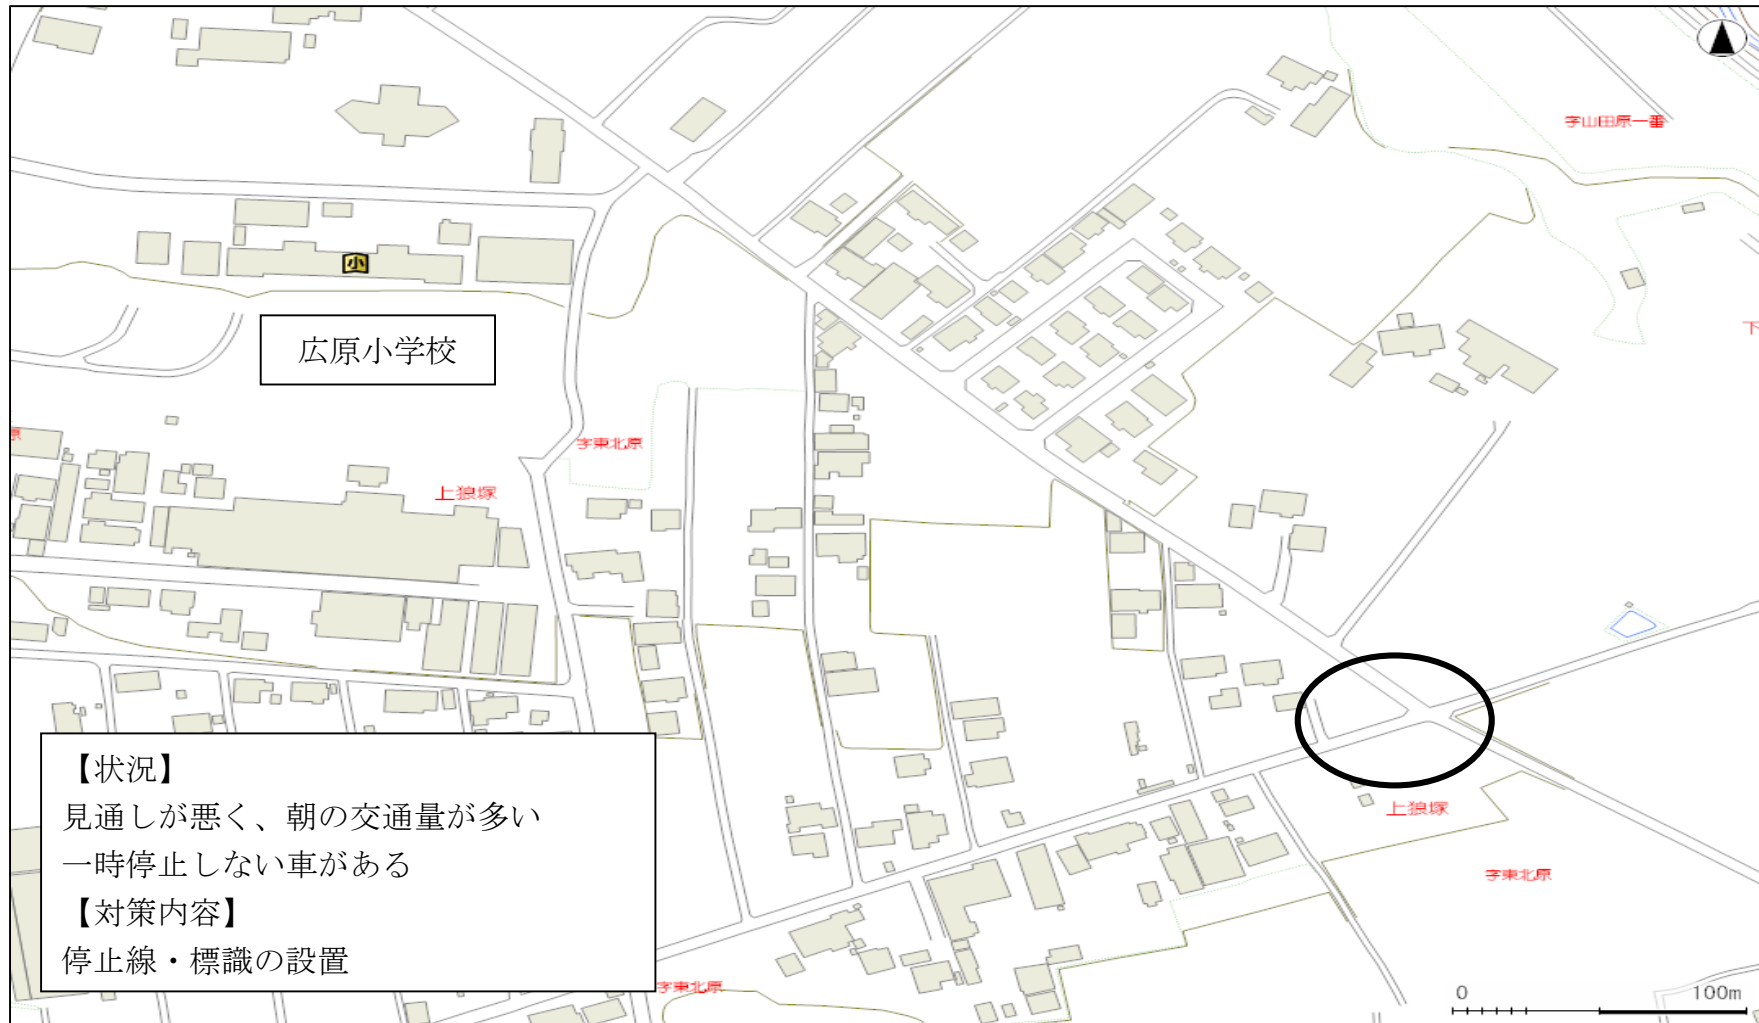 字山田原一番
小
下
広原小学校
原
字東北原
上狼塚
【状況】
見通しが悪く、朝の交通量が多い
一時停止しない車がある
【対策内容】
停止線・標識の設置
上狼塚
字東北原
字東北原
0 100m